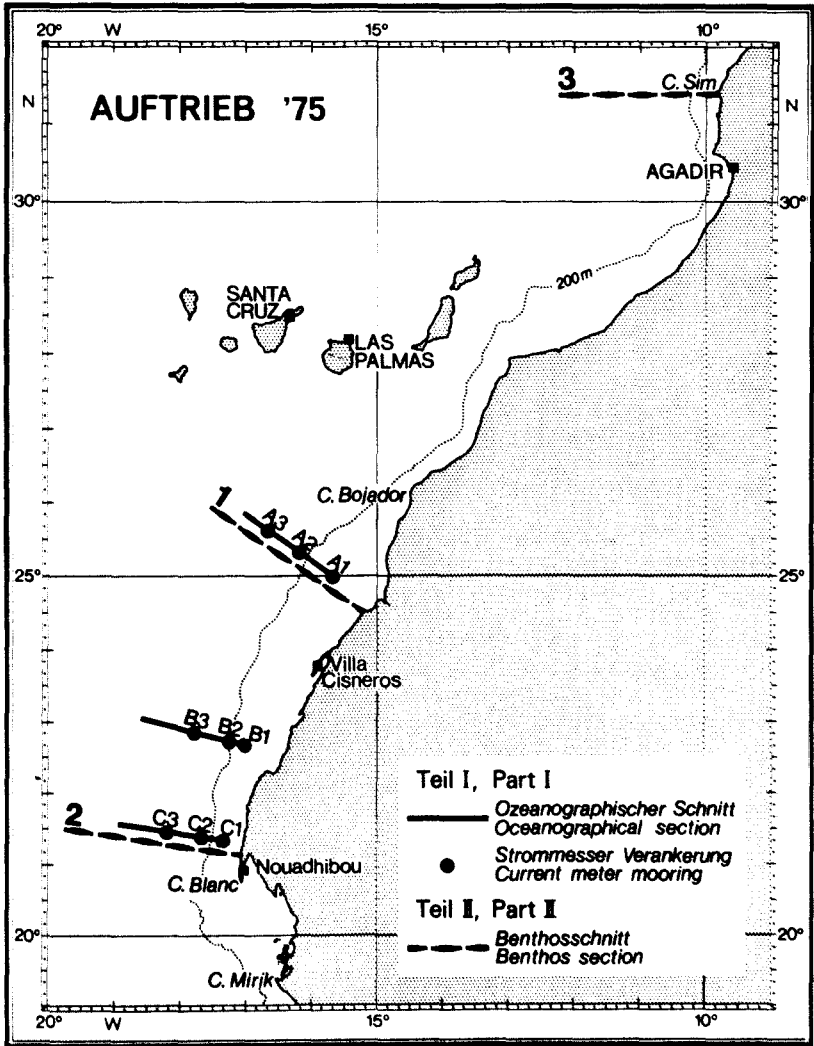 20° W 15° 10°
3 C. Sim
N AUFTRIEB '75 N
AGADIR
30° 30°
200 m
SANTA
CRUZ
LAS
PALMAS
C. Bojador
1
A3
A2
A1
25° 25°
Villa
Cisneros
B3 B2 B1
2
C3 C2 C1
Nouadhibou
C. Blanc
20° 20°
C. Mirik
Teil I, Part I
Ozeanographischer Schnitt
Oceanographical section
Strommesser Verankerung
Current meter mooring
Teil II, Part II
Benthosschnitt
Benthos section
20° W 15° 10°